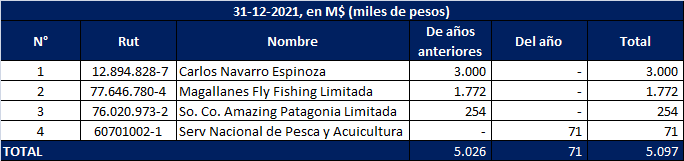 31-12-2021, en M$ (miles de pesos)
N° Rut Nombre De años anteriores Del año Total
1 12.894.828-7 Carlos Navarro Espinoza 3.000 - 3.000
2 77.646.780-4 Magallanes Fly Fishing Limitada 1.772 - 1.772
3 76.020.973-2 So. Co. Amazing Patagonia Limitada 254 - 254
4 60701002-1 Serv Nacional de Pesca y Acuicultura - 71 71
TOTAL 5.026 71 5.097